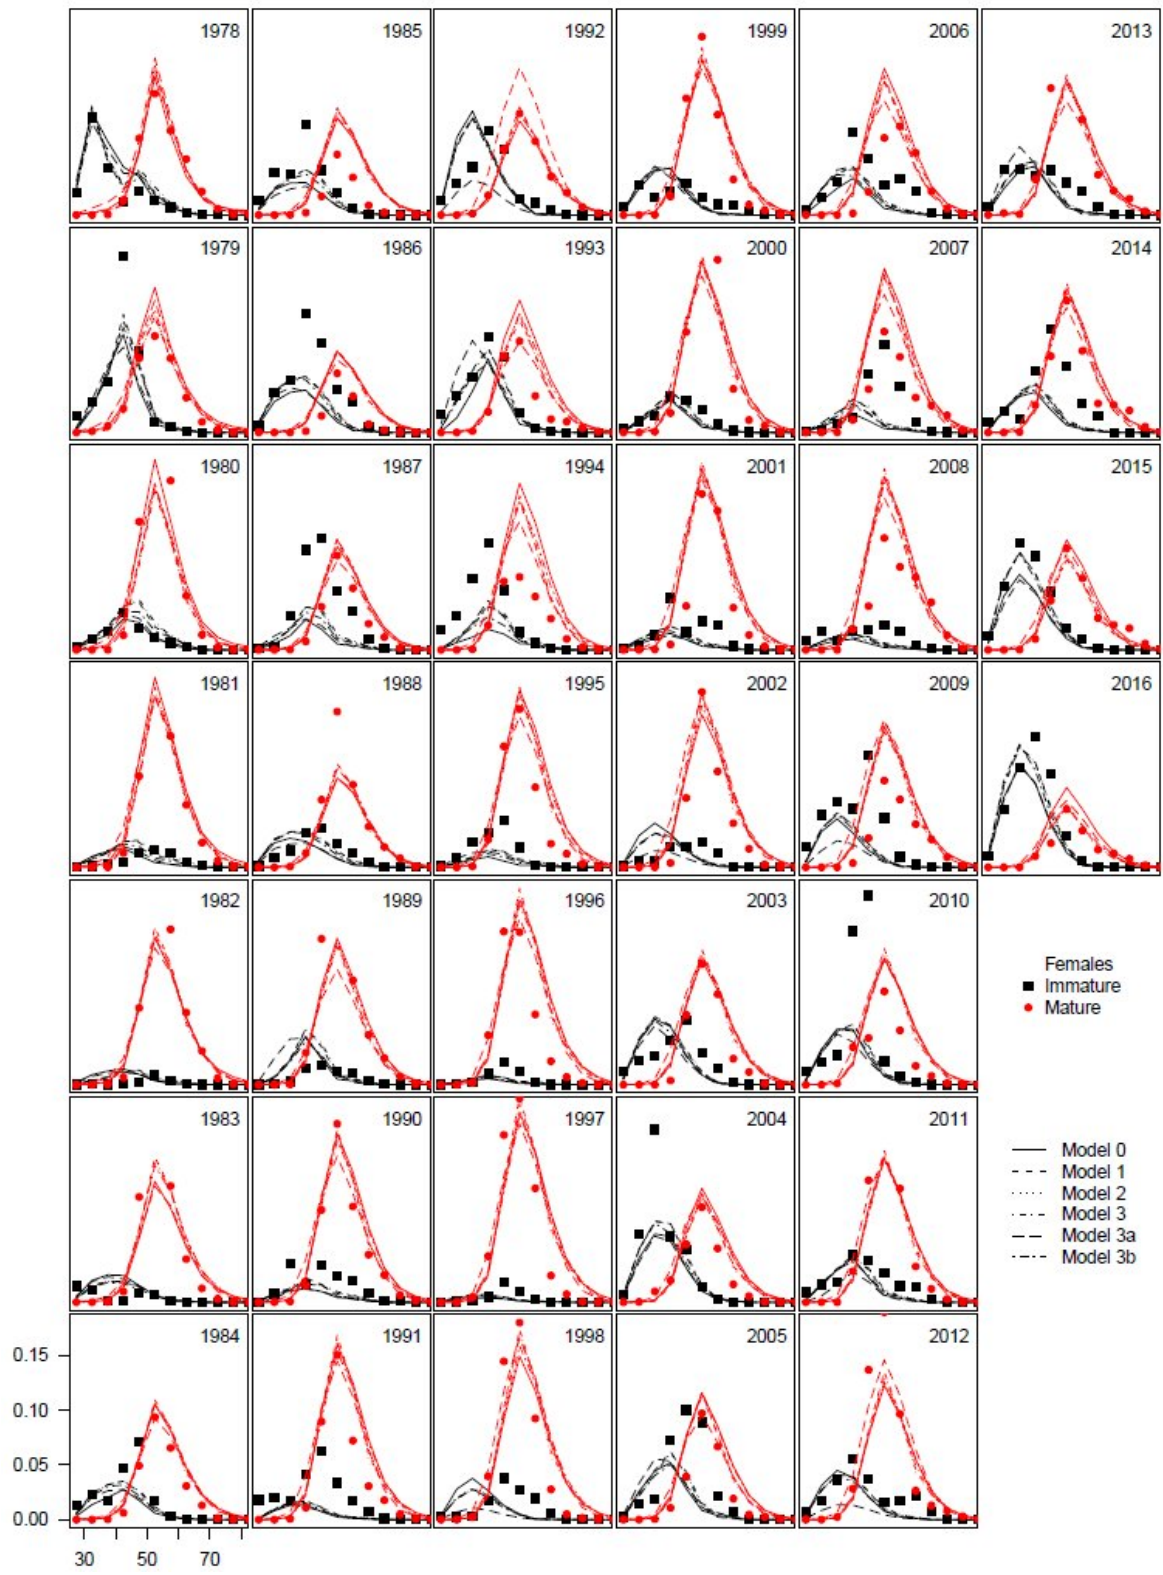 1978 1985 1992 1999 2006 2013
1979 1986 1993 2000 2007 2014
1980 1987 1994 2001 2008 2015
1981 1988 1995 2002 2009 2016
1982 1989 1996 2003 2010
Females
Immature
Mature
1983 1990 1997 2004 2011
Model 0
Model 1
Model 2
Model 3
Model 3a
Model 3b
1984 1991 1998 2005 2012
0.15
0.10
0.05
0.00
30 50 70